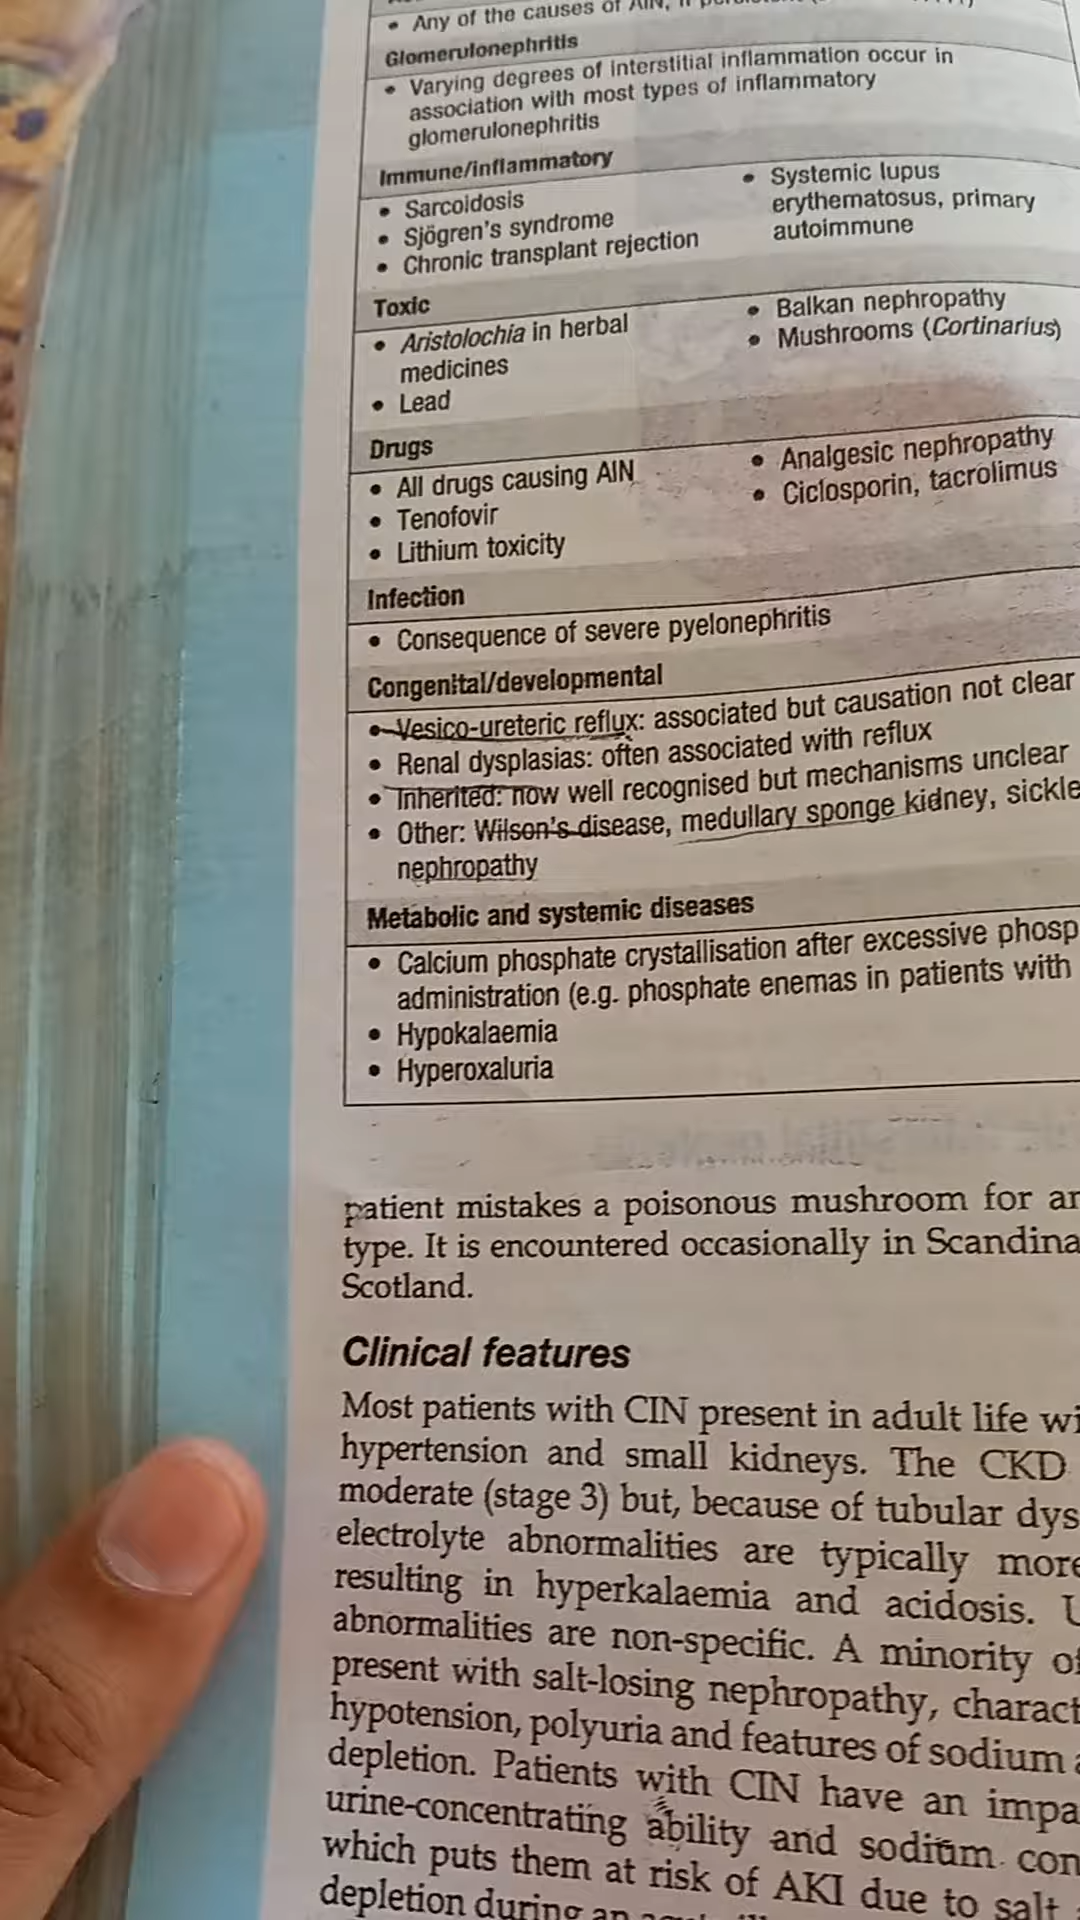 • Any of the causes of AIN, if
Glomerulonephritis
• Varying degrees of interstitial inflammation occur in
association with most types of inflammatory
glomerulonephritis
Immune/inflammatory
• Sarcoidosis
• Sjögren's syndrome
• Chronic transplant rejection
• Systemic lupus
erythematosus, primary
autoimmune
Toxic
• Aristolochia in herbal
medicines
• Lead
• Balkan nephropathy
• Mushrooms (Cortinarius)
Drugs
• All drugs causing AIN
• Tenofovir
• Lithium toxicity
• Analgesic nephropathy
• Ciclosporin, tacrolimus
Infection
• Consequence of severe pyelonephritis
Congenital/developmental
• Vesico-ureteric reflux: associated but causation not clear
• Renal dysplasias: often associated with reflux
• Inherited: now well recognised but mechanisms unclear
• Other: Wilson's disease, medullary sponge kidney, sickle
nephropathy
Metabolic and systemic diseases
• Calcium phosphate crystallisation after excessive phosp
administration (e.g. phosphate enemas in patients with
• Hypokalaemia
• Hyperoxaluria
patient mistakes a poisonous mushroom for an
type. It is encountered occasionally in Scandina
Scotland.
Clinical features
Most patients with CIN present in adult life wi
hypertension and small kidneys. The CKD
moderate (stage 3) but, because of tubular dys
electrolyte abnormalities are typically more
resulting in hyperkalaemia and acidosis. U
abnormalities are non-specific. A minority of
present with salt-losing nephropathy, charact
hypotension, polyuria and features of sodium a
depletion. Patients with CIN have an impa
urine-concentrating ability and sodium con
which puts them at risk of AKI due to salt
depletion during an